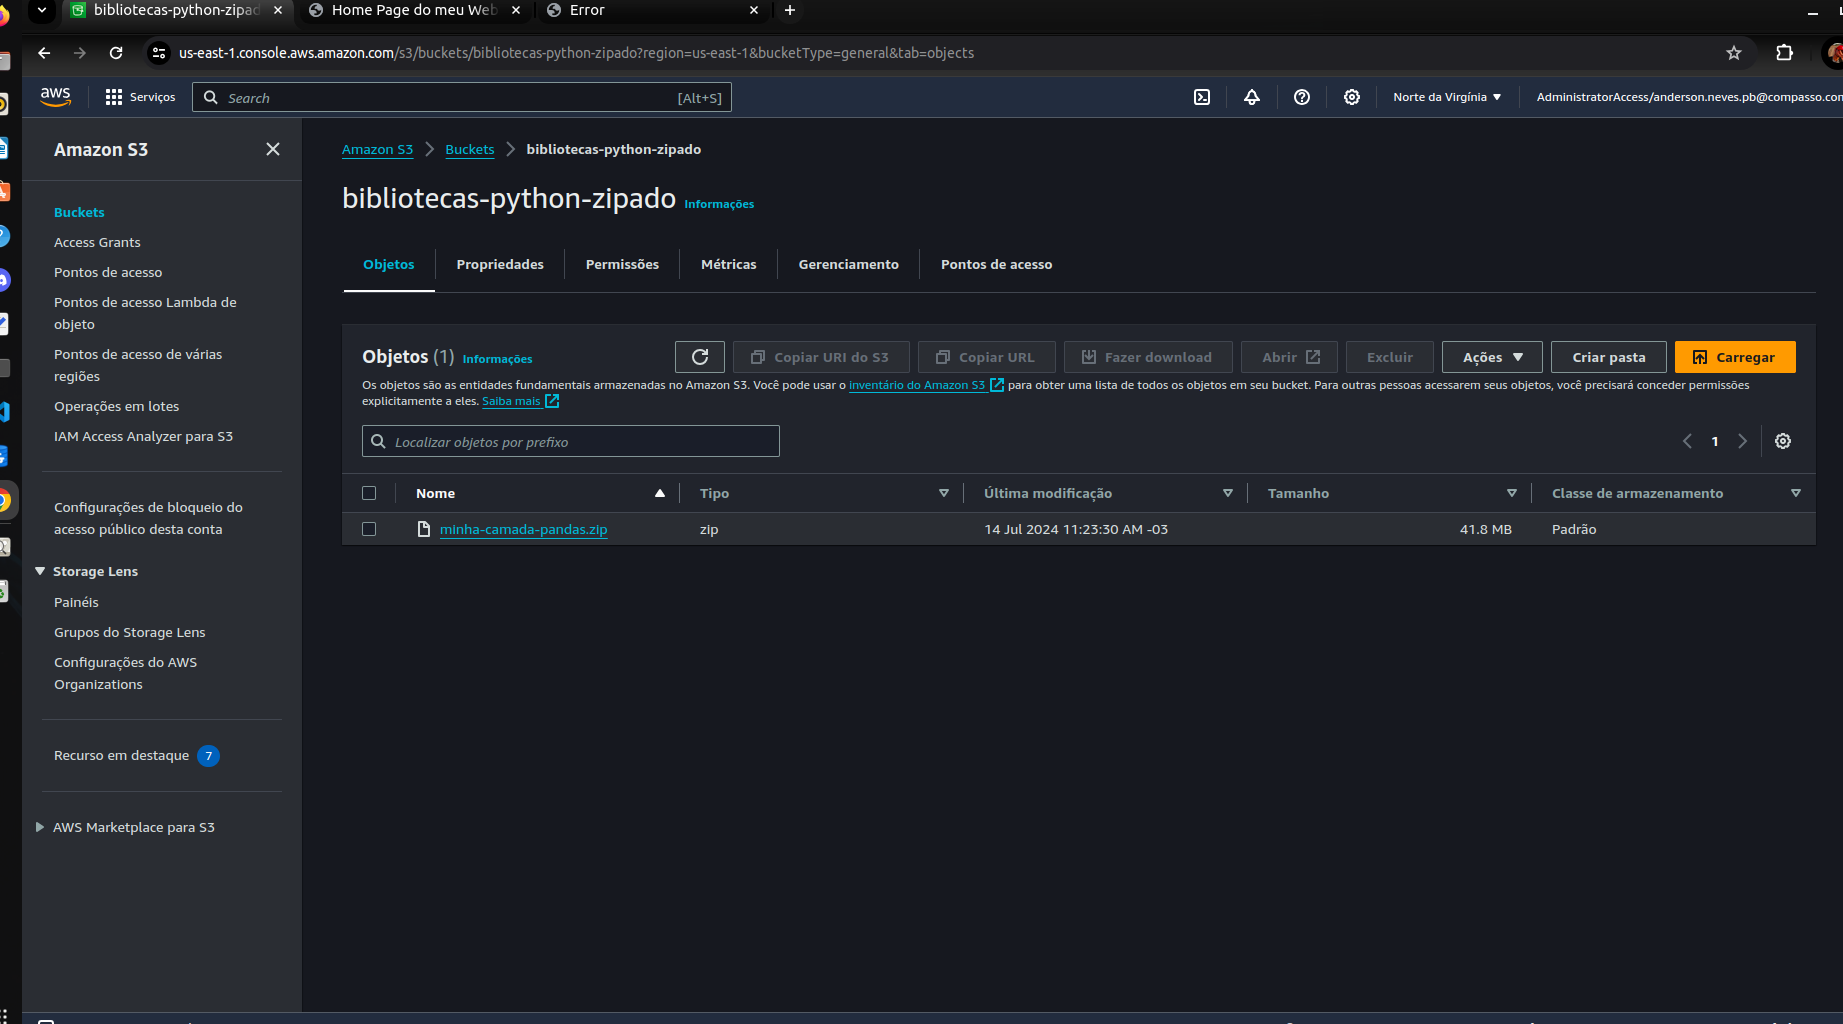 bibliotecas-python-zipad
Home Page do meu Web
Error
us-east-1.console.aws.amazon.com/s3/buckets/bibliotecas-python-zipado?region=us-east-1&bucketType=general&tab=objects
aws
Serviços
Search
[Alt+S]
Norte da Virgínia
AdministratorAccess/anderson.neves.pb@compasso.com
Amazon S3
Buckets
Access Grants
Pontos de acesso
Pontos de acesso Lambda de
objeto
Pontos de acesso de várias
regiões
Operações em lotes
IAM Access Analyzer para S3
Configurações de bloqueio do
acesso público desta conta
Storage Lens
Painéis
Grupos do Storage Lens
Configurações do AWS
Organizations
Recurso em destaque 7
AWS Marketplace para S3
Amazon S3 Buckets bibliotecas-python-zipado
bibliotecas-python-zipado Informações
Objetos
Propriedades
Permissões
Métricas
Gerenciamento
Pontos de acesso
Objetos (1) Informações
Copiar URI do S3
Copiar URL
Fazer download
Abrir
Excluir
Ações
Criar pasta
Carregar
Os objetos são as entidades fundamentais armazenadas no Amazon S3. Você pode usar o inventário do Amazon S3 para obter uma lista de todos os objetos em seu bucket. Para outras pessoas acessarem seus objetos, você precisará conceder permissões
explicitamente a eles. Saiba mais
Localizar objetos por prefixo
1
Nome Tipo Última modificação Tamanho Classe de armazenamento
minha-camada-pandas.zip zip 14 Jul 2024 11:23:30 AM -03 41.8 MB Padrão